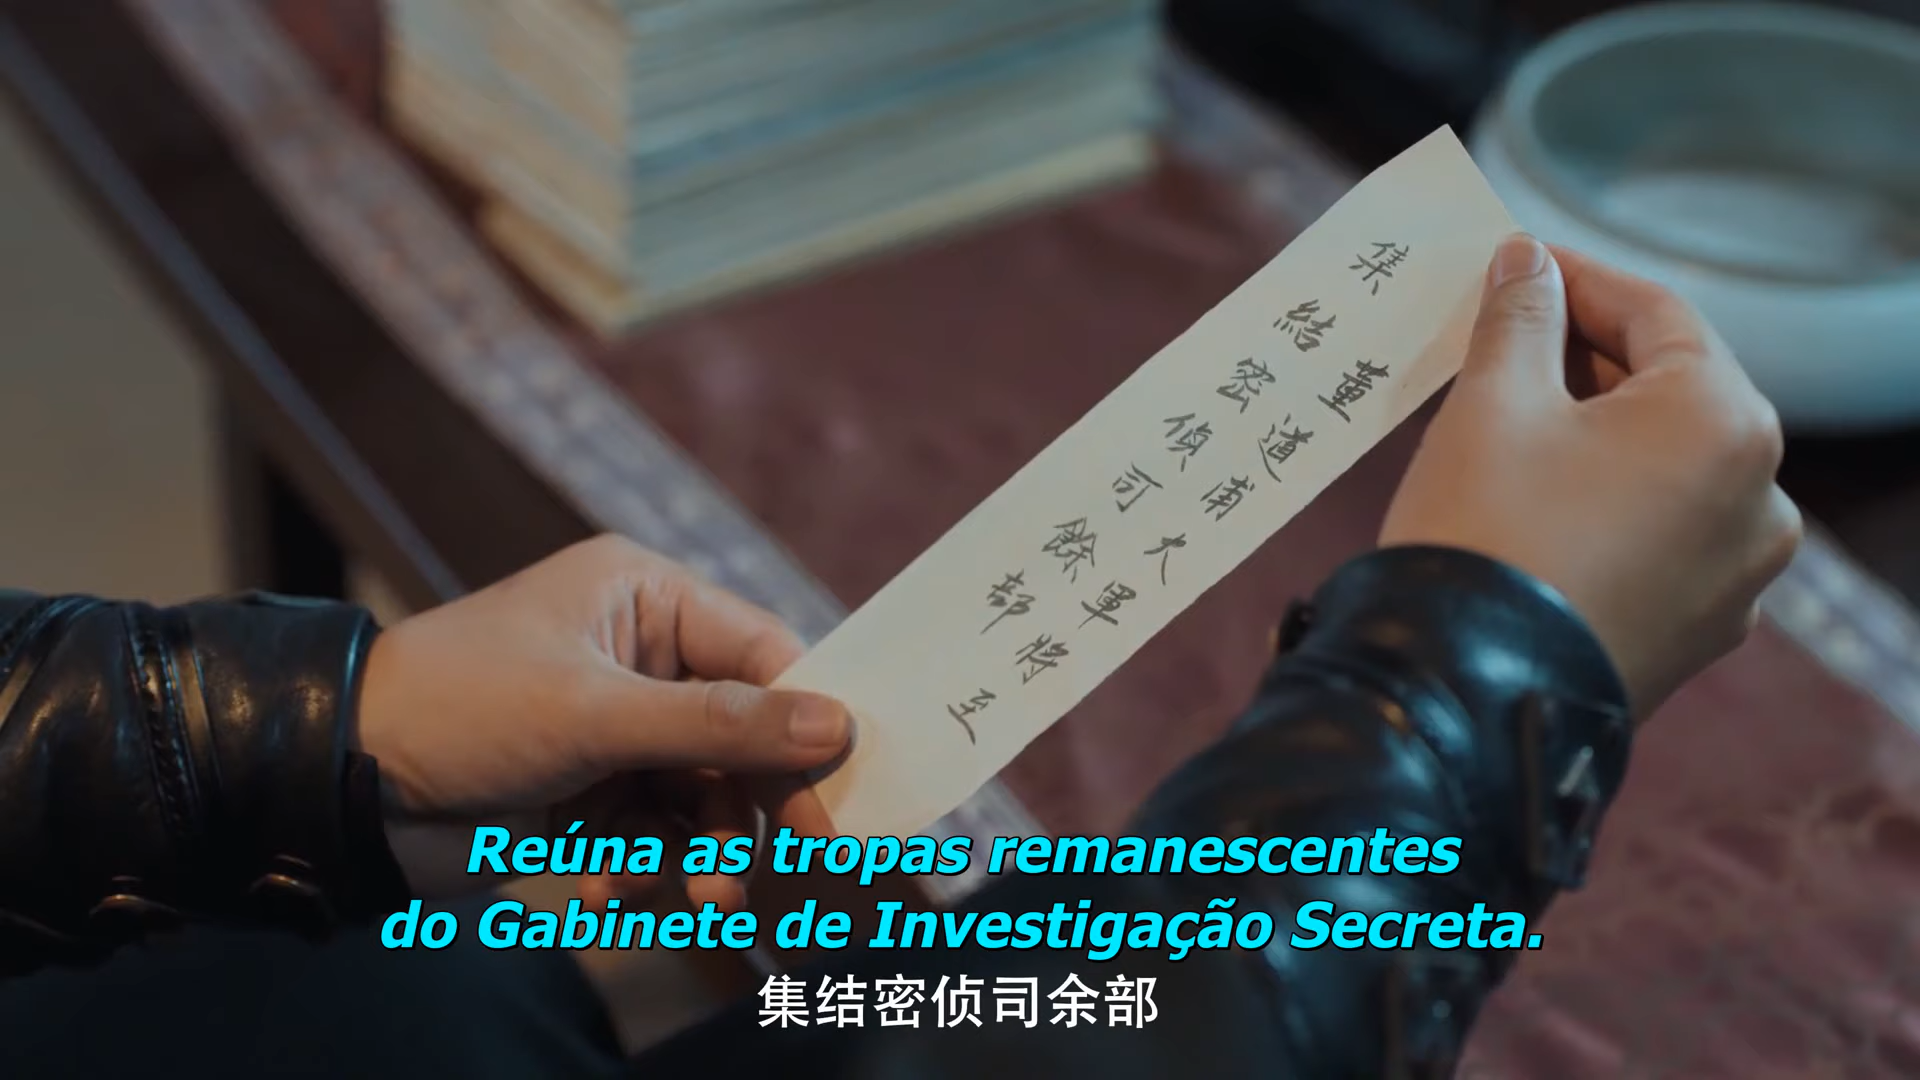 董道甫大軍將至
集結密偵司餘部
Reúna as tropas remanescentes
do Gabinete de Investigação Secreta.
集结密侦司余部